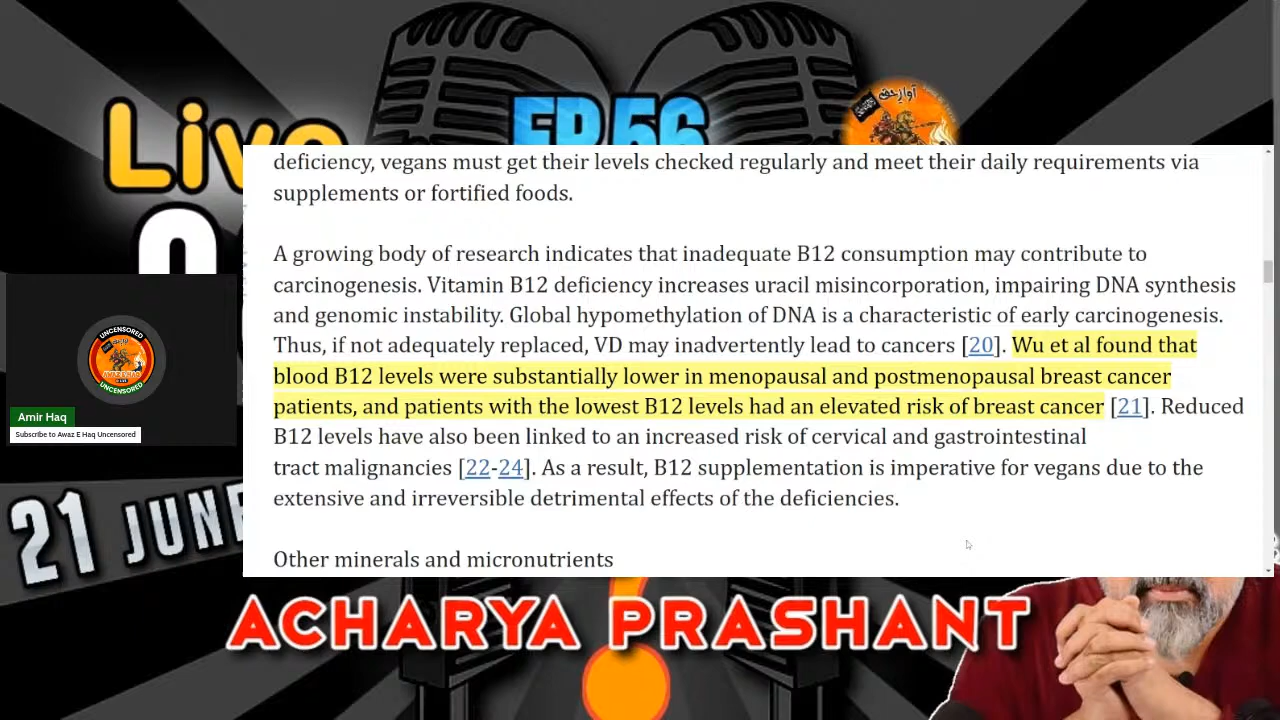 Live
EP 56
آوازِ حق
deficiency, vegans must get their levels checked regularly and meet their daily requirements via
supplements or fortified foods.
A growing body of research indicates that inadequate B12 consumption may contribute to
carcinogenesis. Vitamin B12 deficiency increases uracil misincorporation, impairing DNA synthesis
and genomic instability. Global hypomethylation of DNA is a characteristic of early carcinogenesis.
Thus, if not adequately replaced, VD may inadvertently lead to cancers [20]. Wu et al found that
blood B12 levels were substantially lower in menopausal and postmenopausal breast cancer
patients, and patients with the lowest B12 levels had an elevated risk of breast cancer [21]. Reduced
B12 levels have also been linked to an increased risk of cervical and gastrointestinal
tract malignancies [22-24]. As a result, B12 supplementation is imperative for vegans due to the
extensive and irreversible detrimental effects of the deficiencies.
Other minerals and micronutrients
UNCENSORED
UNCENSORED
Amir Haq
Subscribe to Awaz E Haq Uncensored
21 JUNE
ACHARYA PRASHANT